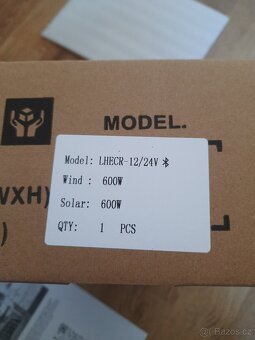 MODEL.
Model: LHECR-12/24V
Wind : 600W
Solar: 600W
QTY: 1 PCS
WXH)
)
Bazos.cz